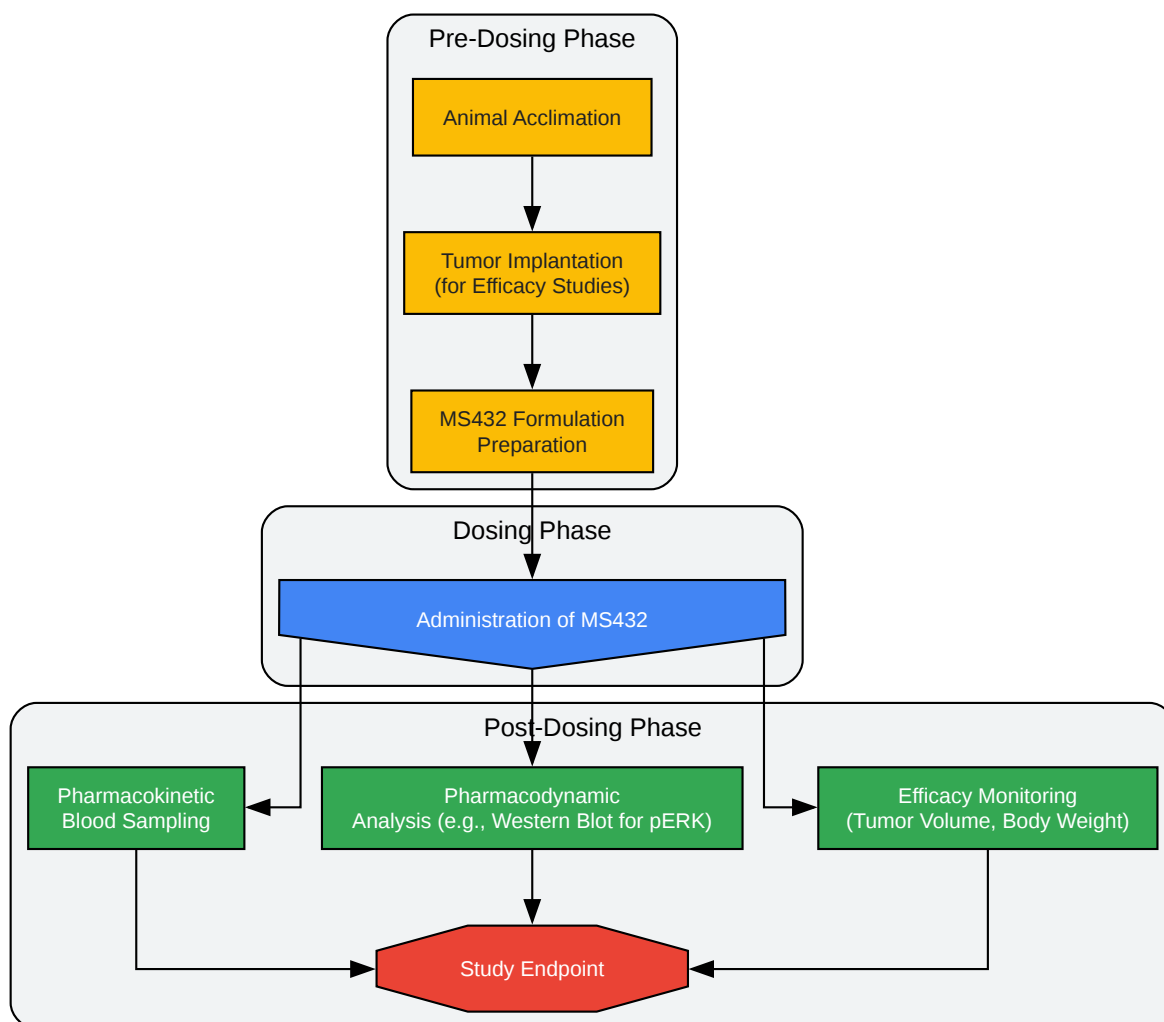 Pre-Dosing Phase
Animal Acclimation
Tumor Implantation
(for Efficacy Studies)
MS432 Formulation
Preparation
Dosing Phase
Administration of MS432
Post-Dosing Phase
Pharmacokinetic
Blood Sampling
Pharmacodynamic
Analysis (e.g., Western Blot for pERK)
Efficacy Monitoring
(Tumor Volume, Body Weight)
Study Endpoint